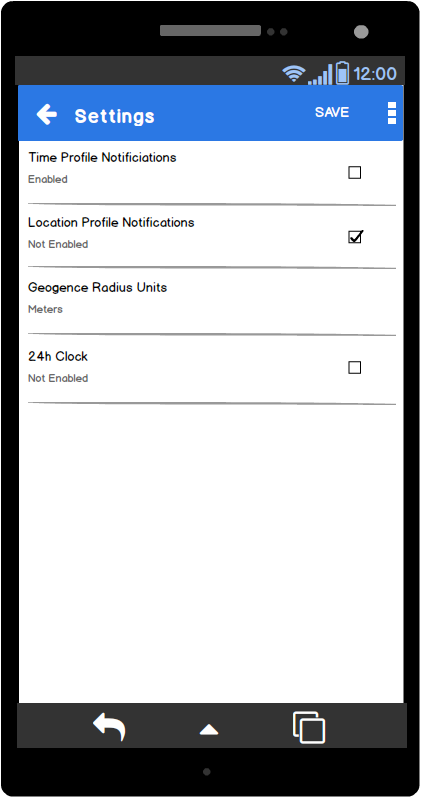 12:00
Settings SAVE
Time Profile Notificiations
Enabled
Location Profile Notifications
Not Enabled
Geogence Radius Units
Meters
24h Clock
Not Enabled